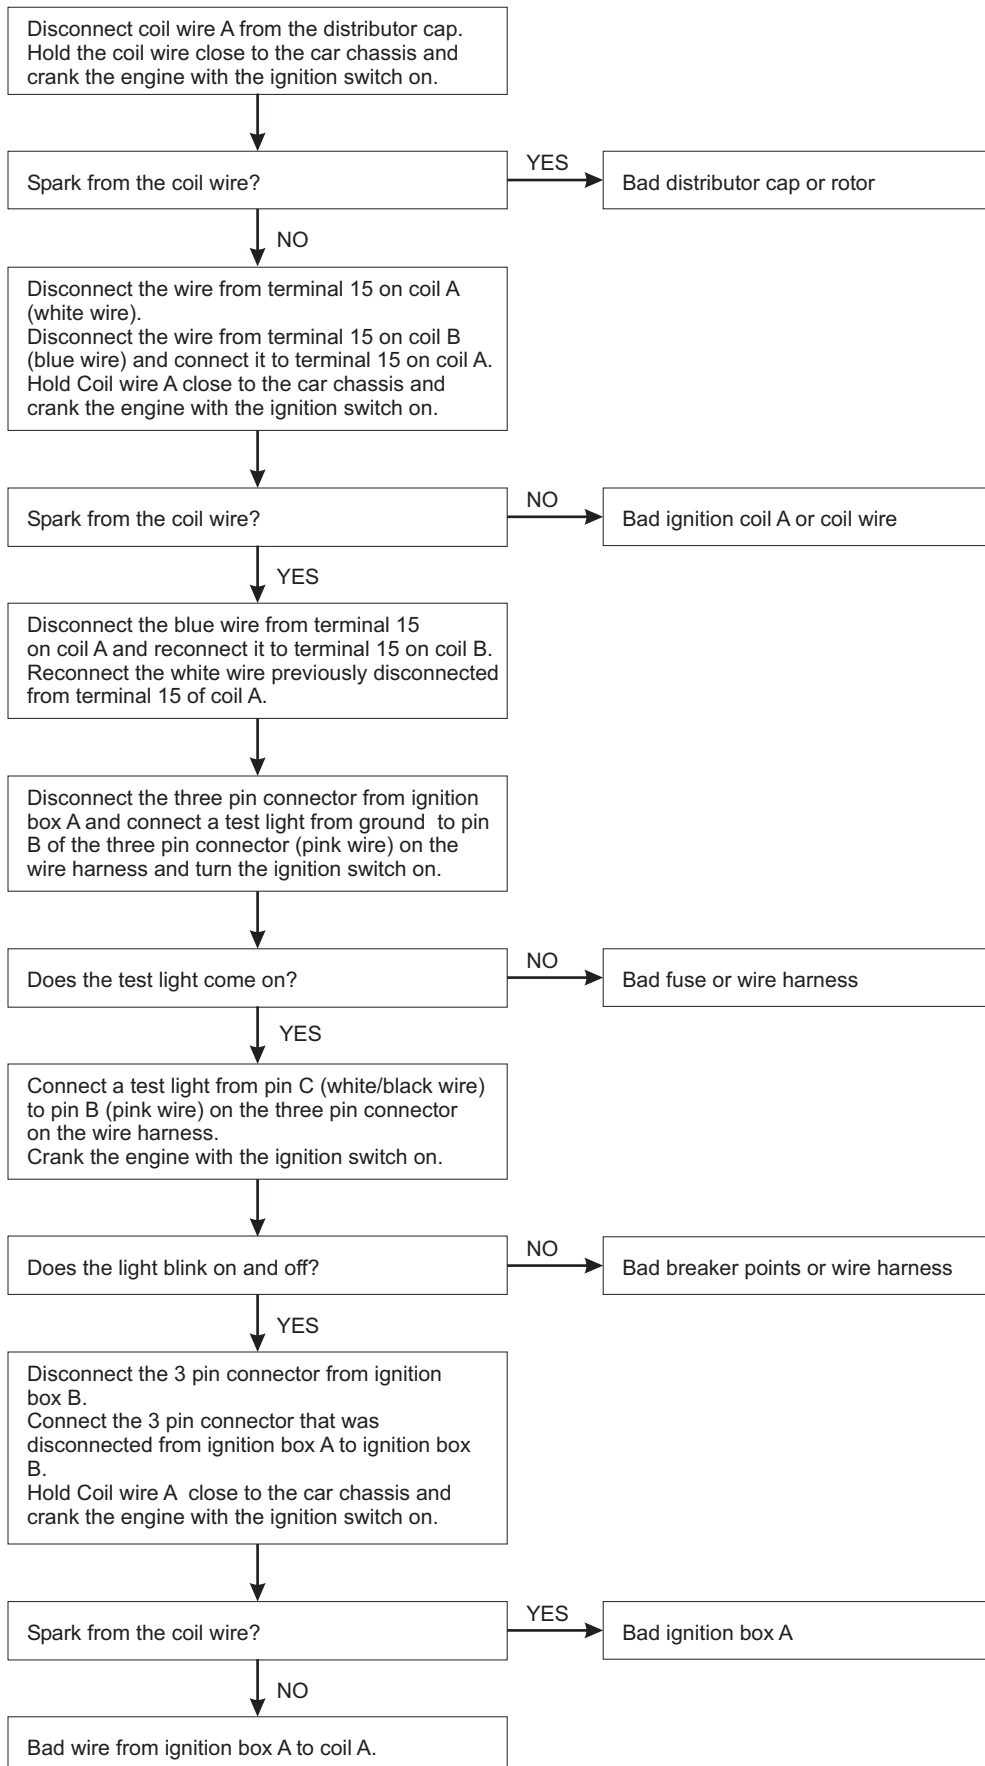 Disconnect coil wire A from the distributor cap.
Hold the coil wire close to the car chassis and
crank the engine with the ignition switch on.
Spark from the coil wire?
YES
Bad distributor cap or rotor
NO
Disconnect the wire from terminal 15 on coil A
(white wire).
Disconnect the wire from terminal 15 on coil B
(blue wire) and connect it to terminal 15 on coil A.
Hold Coil wire A close to the car chassis and
crank the engine with the ignition switch on.
Spark from the coil wire?
NO
Bad ignition coil A or coil wire
YES
Disconnect the blue wire from terminal 15
on coil A and reconnect it to terminal 15 on coil B.
Reconnect the white wire previously disconnected
from terminal 15 of coil A.
Disconnect the three pin connector from ignition
box A and connect a test light from ground to pin
B of the three pin connector (pink wire) on the
wire harness and turn the ignition switch on.
Does the test light come on?
NO
Bad fuse or wire harness
YES
Connect a test light from pin C (white/black wire)
to pin B (pink wire) on the three pin connector
on the wire harness.
Crank the engine with the ignition switch on.
Does the light blink on and off?
NO
Bad breaker points or wire harness
YES
Disconnect the 3 pin connector from ignition
box B.
Connect the 3 pin connector that was
disconnected from ignition box A to ignition box
B.
Hold Coil wire A close to the car chassis and
crank the engine with the ignition switch on.
Spark from the coil wire?
YES
Bad ignition box A
NO
Bad wire from ignition box A to coil A.